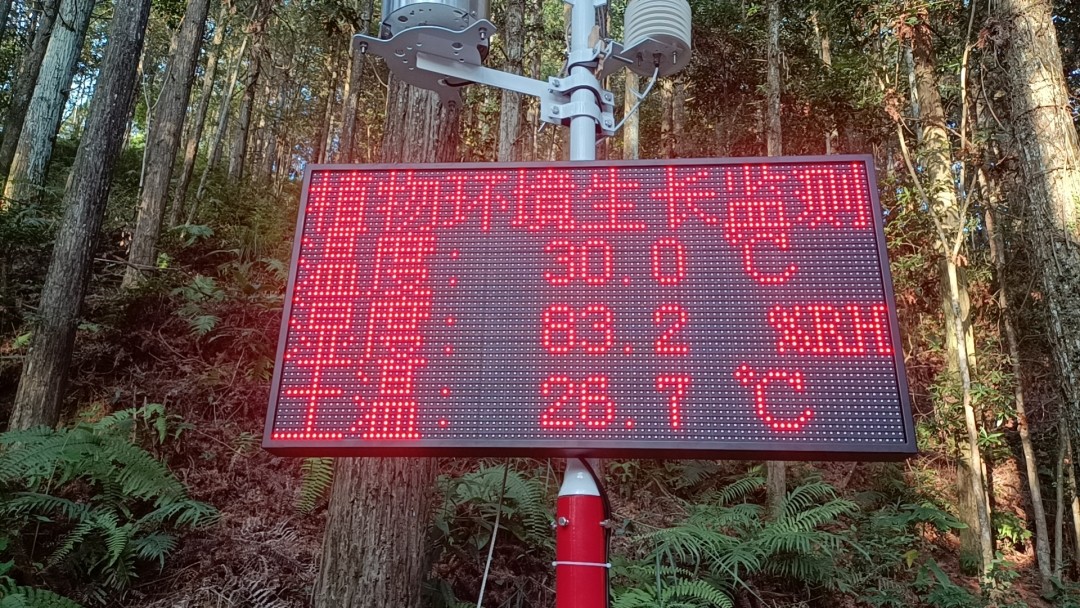 植物环境生长监测
温度： 30.0 ℃
湿度： 83.2 %RH
土温： 26.7 ℃